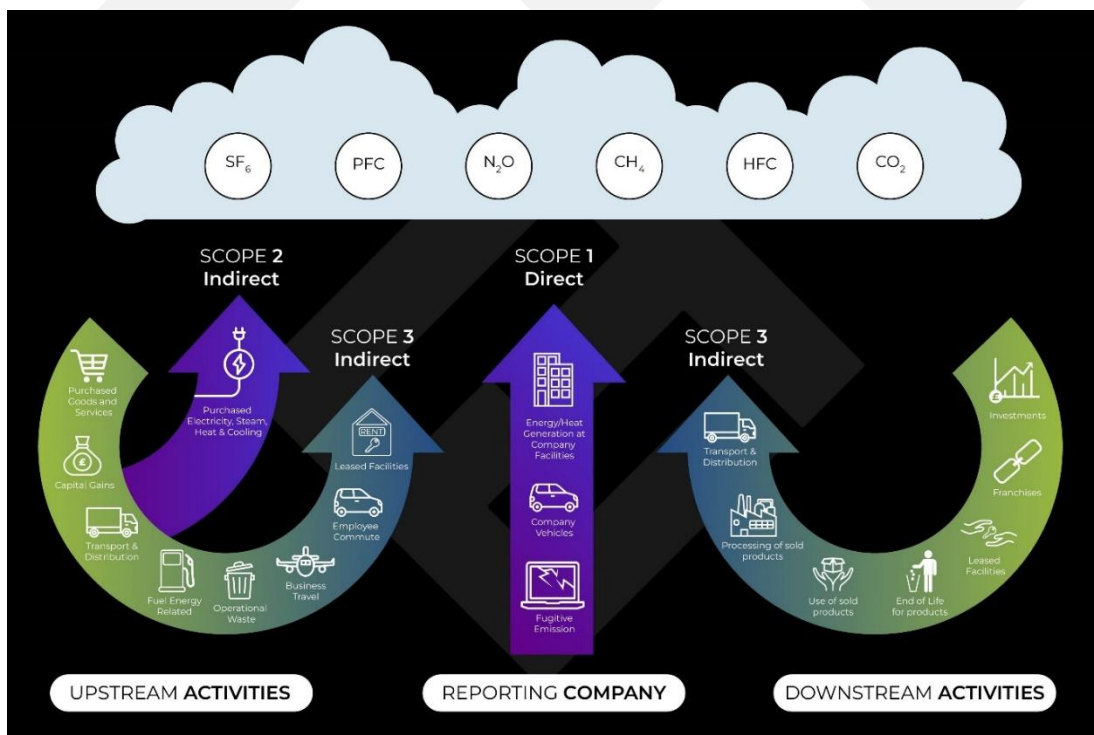 SF6
PFC
N2O
CH4
HFC
CO2
SCOPE 2
Indirect
SCOPE 1
Direct
SCOPE 3
Indirect
SCOPE 3
Indirect
Purchased
Goods and
Services
Capital Gains
Transport &
Distribution
Fuel Energy
Related
Operational
Waste
Business
Travel
Employee
Commute
RENT
Leased Facilities
Purchased
Electricity, Steam,
Heat & Cooling
Energy/Heat
Generation at
Company
Facilities
Company
Vehicles
Fugitive
Emission
Transport &
Distribution
Processing of sold
products
Use of sold
products
End of Life
for products
Leased
Facilities
Franchises
£
Investments
£
UPSTREAM ACTIVITIES
REPORTING COMPANY
DOWNSTREAM ACTIVITIES